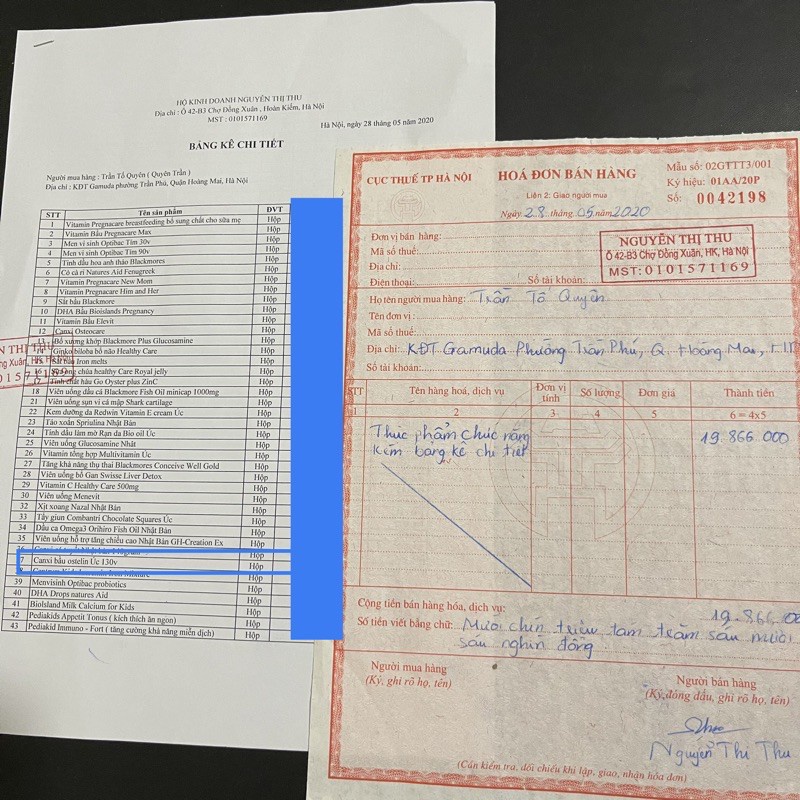 HỘ KINH DOANH NGUYỄN THỊ THU
Địa chỉ : Ô 42-B3 Chợ Đồng Xuân , Hoàn Kiếm, Hà Nội
MST : 0101571169
Hà Nội, ngày 28 tháng 05 năm 2020
BẢNG KÊ CHI TIẾT
Người mua hàng : Trần Tố Quyên ( Quyên Trần )
Địa chỉ : KĐT Gamuda phường Trần Phú, Quận Hoàng Mai, Hà Nội
STT Tên sản phẩm ĐVT
1 Vitamin Pregnacare breastfeeding bổ sung chất cho sữa mẹ Hộp
2 Vitamin Bầu Pregnacare Max Hộp
3 Men vi sinh Optibac Tím 30v Hộp
4 Men vi sinh Optibac Tím 90v Hộp
5 Tinh dầu hoa anh thảo Blackmores Hộp
6 Cỏ cà ri Natures Aid Fenugreek Hộp
7 Vitamin Pregnacare New Mom Hộp
8 Vitamin Pregnacare Him and Her Hộp
9 Sắt bầu Blackmore Hộp
10 DHA Bầu Bioislands Pregnancy Hộp
11 Vitamin Bầu Elevit Hộp
12 Canxi Osteocare Hộp
13 Bổ xương khớp Blackmore Plus Glucosamine Hộp
14 Ginko biloba bổ não Healthy Care Hộp
15 Sắt bầu Iron melts Hộp
16 Sữa ong chúa healthy Care Royal jelly Hộp
17 Tinh chất hàu Go Oyster plus ZinC Hộp
18 Viên uống dầu cá Blackmore Fish Oil minicap 1000mg Hộp
21 Viên uống sụn vi cá mập Shark cartilage Hộp
22 Kem dưỡng da Redwin Vitamin E cream Úc Hộp
23 Tảo xoắn Spriulina Nhật Bản Hộp
24 Tinh dầu làm mờ Rạn da Bio oil Úc Hộp
25 Viên uống Glucosamine Nhật Hộp
26 Vitamin tổng hợp Multivitamin Úc Hộp
27 Tăng khả năng thụ thai Blackmores Conceive Well Gold Hộp
28 Viên uống bổ Gan Swisse Liver Detox Hộp
29 Vitamin C Healthy Care 500mg Hộp
30 Viên uống Menevit Hộp
32 Xịt xoang Nazal Nhật Bản Hộp
33 Tẩy giun Combantri Chocolate Squares Úc Hộp
34 Dầu ca Omega3 Orihiro Fish Oil Nhật Bản Hộp
35 Viên uống hỗ trợ tăng chiều cao Nhật Bản GH-Creation Ex Hộp
Hộp
7 Canxi bầu ostelin Úc 130v Hộp
Hộp
39 Menvisinh Optibac probiotics Hộp
40 DHA Drops natures Aid Hộp
41 BioIsland Milk Calcium for Kids Hộp
42 Pediakids Appetit Tonus ( kích thích ăn ngon) Hộp
43 Pediakid Immuno - Fort ( tăng cường khả năng miễn dịch) Hộp
CỤC THUẾ TP HÀ NỘI
HOÁ ĐƠN BÁN HÀNG
Liên 2: Giao người mua
Ngày 28 tháng 05 năm 2020
Mẫu số: 02GTTT3/001
Ký hiệu: 01AA/20P
Số: 0042198
Đơn vị bán hàng:
Mã số thuế:
Địa chỉ:
Điện thoại: Số tài khoản:
NGUYỄN THỊ THU
Ô 42-B3 Chợ Đồng Xuân, HK, Hà Nội
MST: 0101571169
Họ tên người mua hàng: Trần Tố Quyên
Tên đơn vị:
Mã số thuế:
Địa chỉ: KĐT Gamuda Phường Trần Phú, Q. Hoàng Mai, HN
Số tài khoản:
STT Tên hàng hoá, dịch vụ Đơn vị tính Số lượng Đơn giá Thành tiền
1 2 3 4 5 6 = 4x5
Thực phẩm chức năng 19.866.000
Kèm bảng kê chi tiết
Cộng tiền bán hàng hóa, dịch vụ: 19.866.000
Số tiền viết bằng chữ: Mười chín triệu tám trăm sáu mười
sáu nghìn đồng
Người mua hàng
(Ký, ghi rõ họ, tên)
Người bán hàng
(Ký, đóng dấu, ghi rõ họ, tên)
Nguyễn Thị Thu
(Cần kiểm tra, đối chiếu khi lập, giao, nhận hóa đơn)